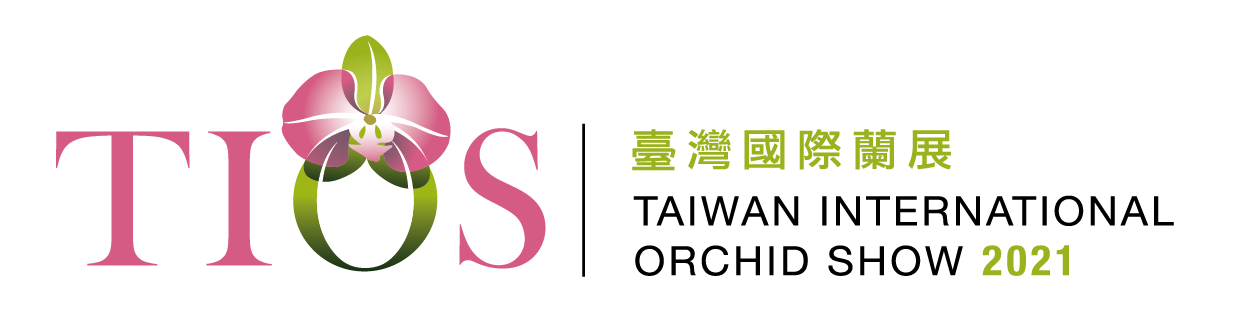 TIOS
臺灣國際蘭展
TAIWAN INTERNATIONAL
ORCHID SHOW 2021